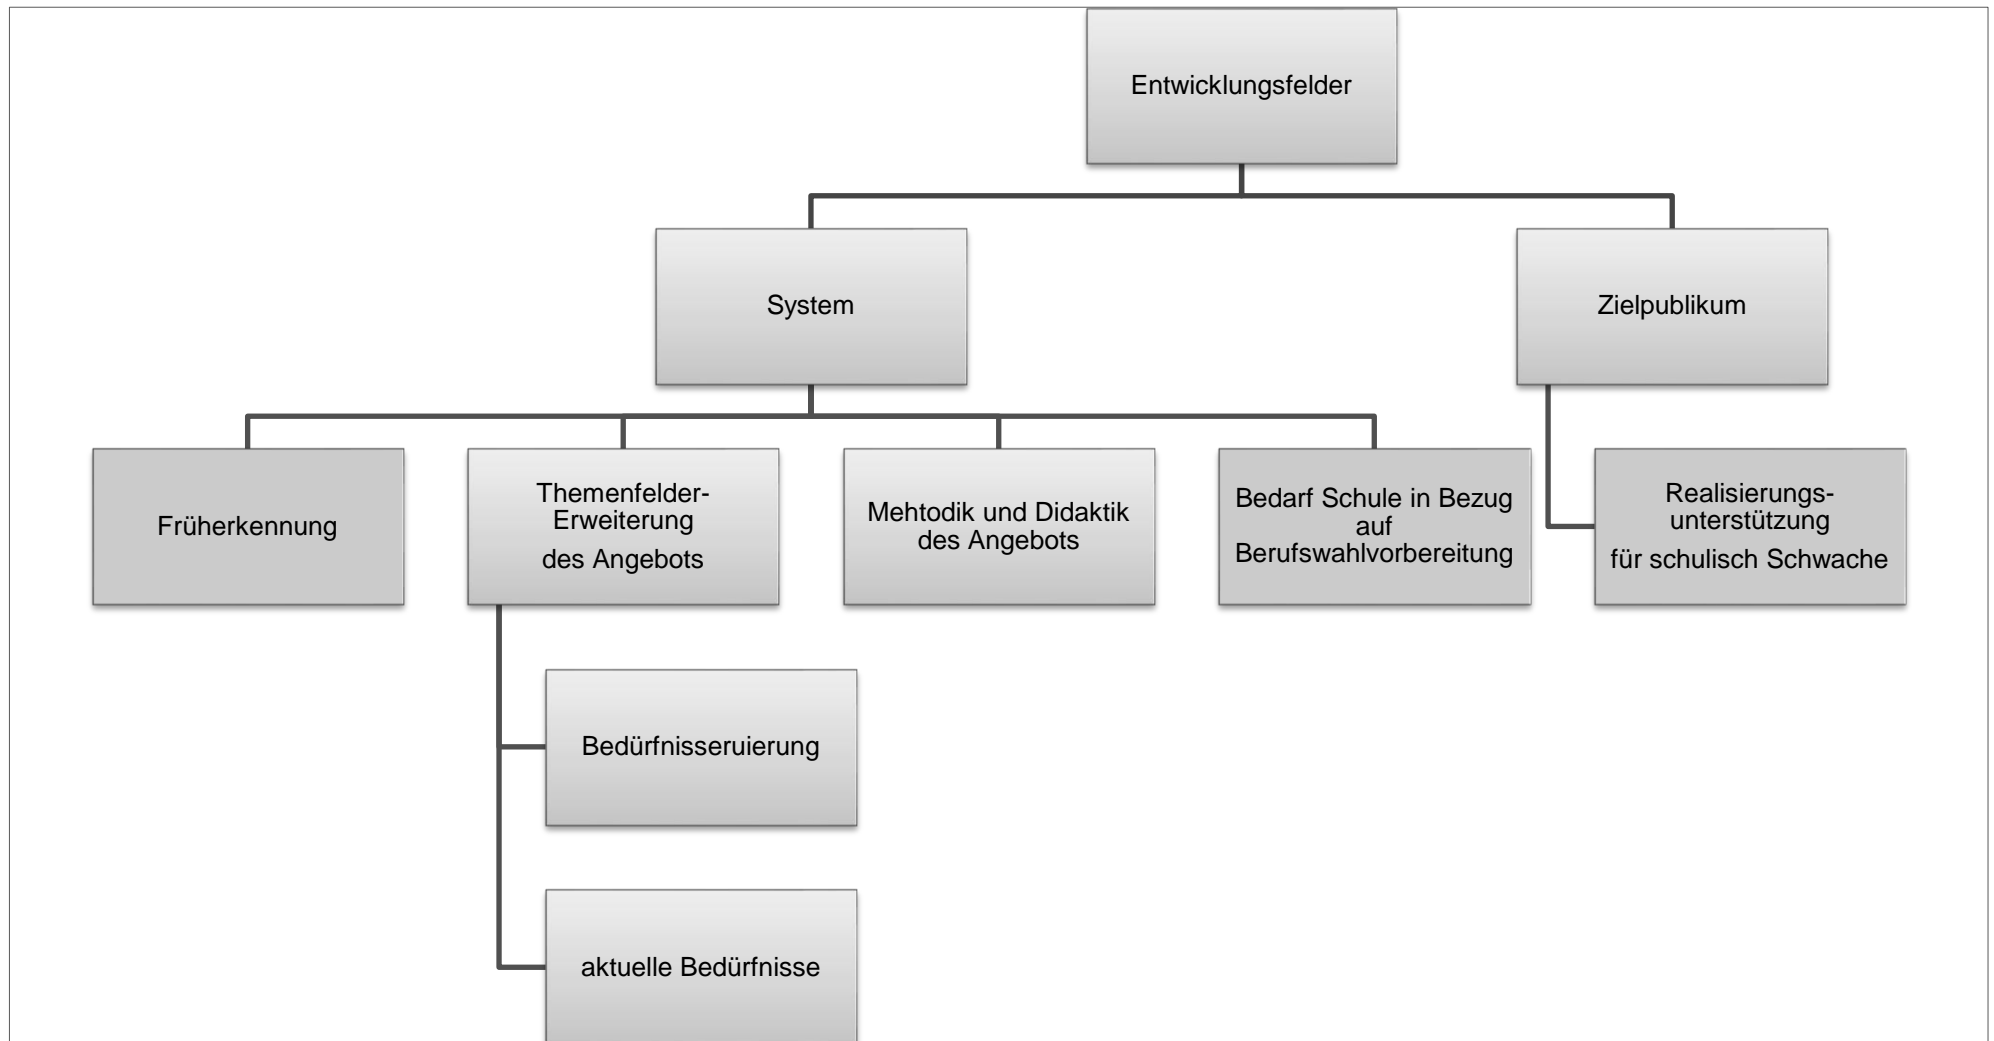 Entwicklungsfelder
System
Zielpublikum
Früherkennung
Themenfelder-
Erweiterung
des Angebots
Mehtodik und Didaktik
des Angebots
Bedarf Schule in Bezug
auf
Berufswahlvorbereitung
Realisierungs-
unterstützung
für schulisch Schwache
Bedürfnisseruierung
aktuelle Bedürfnisse